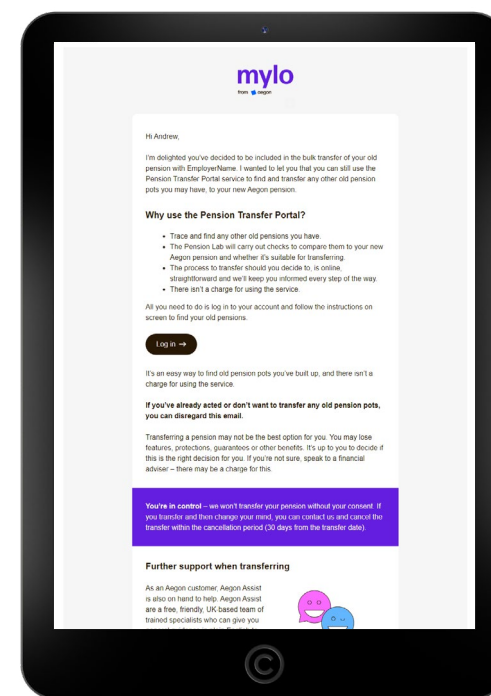 mylo
from aegon
Hi Andrew,
I'm delighted you've decided to be included in the bulk transfer of your old
pension with EmployerName. I wanted to let you that you can still use the
Pension Transfer Portal service to find and transfer any other old pension
pots you may have, to your new Aegon pension.
Why use the Pension Transfer Portal?
• Trace and find any other old pensions you have.
• The Pension Lab will carry out checks to compare them to your new
Aegon pension and whether it's suitable for transferring.
• The process to transfer should you decide to, is online,
straightforward and we'll keep you informed every step of the way.
• There isn't a charge for using the service.
All you need to do is log in to your account and follow the instructions on
screen to find your old pensions.
Log in →
It's an easy way to find old pension pots you've built up, and there isn't a
charge for using the service.
If you've already acted or don't want to transfer any old pension pots,
you can disregard this email.
Transferring a pension may not be the best option for you. You may lose
features, protections, guarantees or other benefits. It's up to you to decide if
this is the right decision for you. If you're not sure, speak to a financial
adviser – there may be a charge for this.
You're in control – we won't transfer your pension without your consent. If
you transfer and then change your mind, you can contact us and cancel the
transfer within the cancellation period (30 days from the transfer date).
Further support when transferring
As an Aegon customer, Aegon Assist
is also on hand to help. Aegon Assist
are a free, friendly, UK based team of
trained specialists who can give you